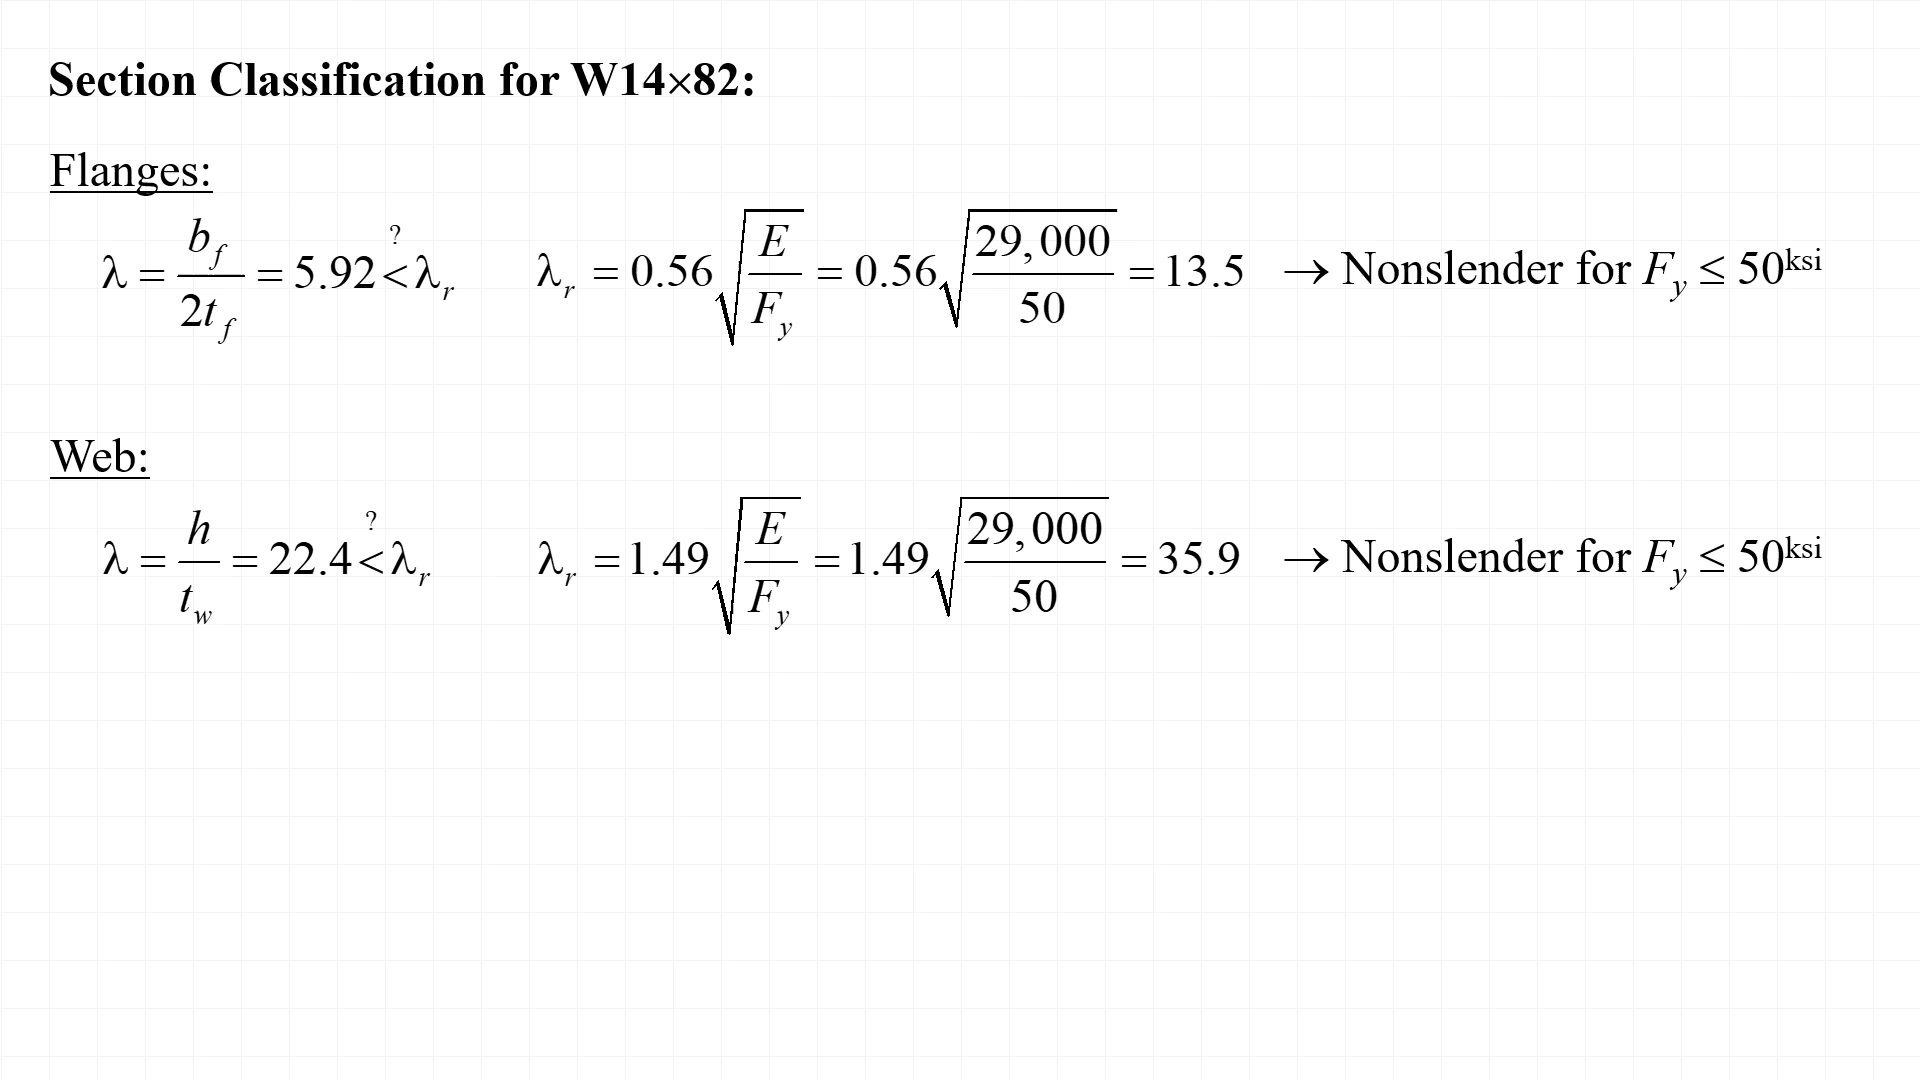 Section Classification for W14×82:
Flanges:
λ = b_f / 2t_f = 5.92 <^? λ_r  λ_r = 0.56 √(E / F_y) = 0.56 √(29,000 / 50) = 13.5 → Nonslender for F_y ≤ 50^ksi
Web:
λ = h / t_w = 22.4 <^? λ_r  λ_r = 1.49 √(E / F_y) = 1.49 √(29,000 / 50) = 35.9 → Nonslender for F_y ≤ 50^ksi